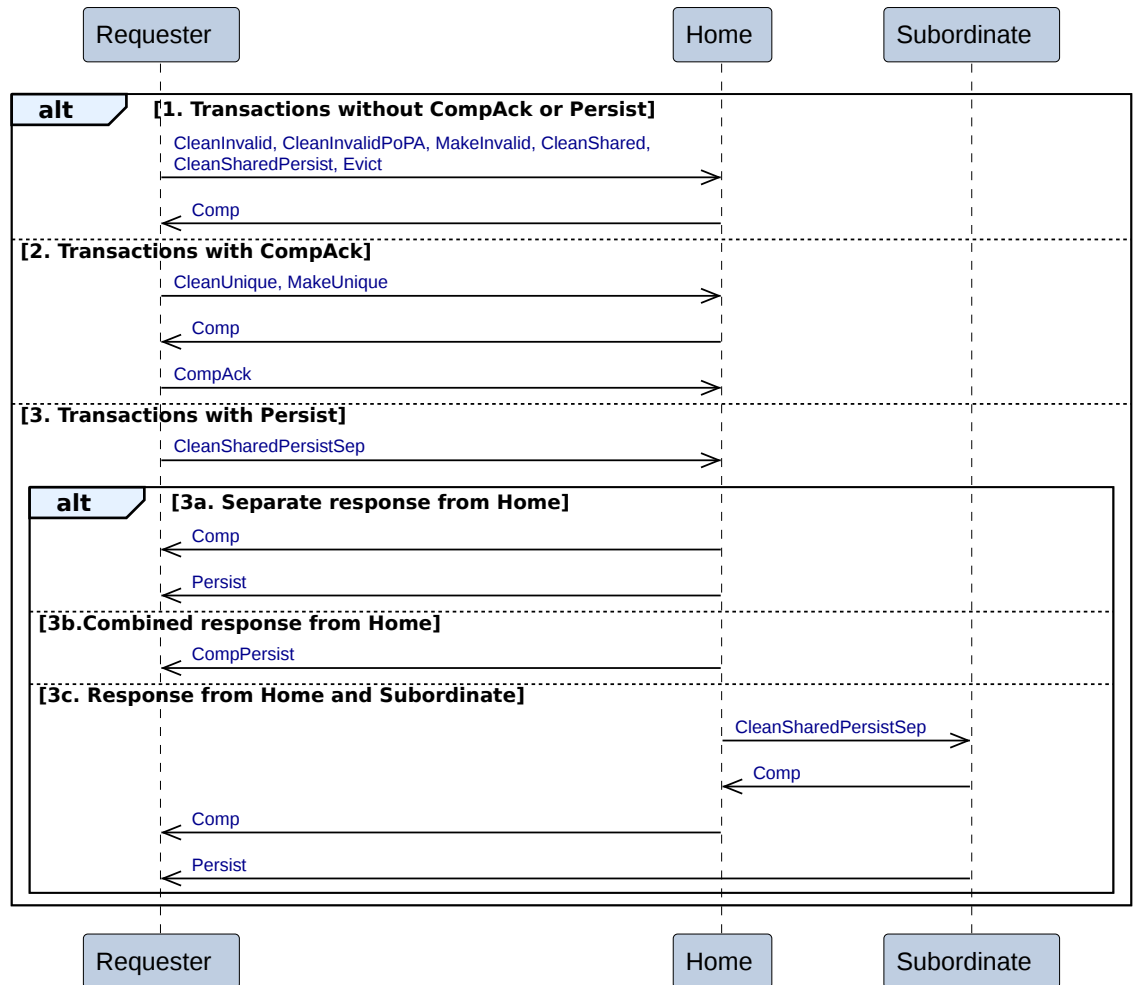 Requester Home Subordinate
alt [1. Transactions without CompAck or Persist]
CleanInvalid, CleanInvalidPoPA, MakeInvalid, CleanShared,
CleanSharedPersist, Evict
Comp
[2. Transactions with CompAck]
CleanUnique, MakeUnique
Comp
CompAck
[3. Transactions with Persist]
CleanSharedPersistSep
alt [3a. Separate response from Home]
Comp
Persist
[3b.Combined response from Home]
CompPersist
[3c. Response from Home and Subordinate]
CleanSharedPersistSep
Comp
Comp
Persist
Requester Home Subordinate